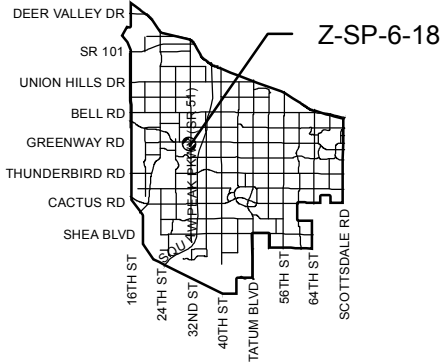 DEER VALLEY DR
Z-SP-6-18
SR 101
UNION HILLS DR
BELL RD
GREENWAY RD
THUNDERBIRD RD
CACTUS RD
SHEA BLVD
SQUAW PEAK PKWY (SR 51)
16TH ST
24TH ST
32ND ST
40TH ST
TATUM BLVD
56TH ST
64TH ST
SCOTTSDALE RD